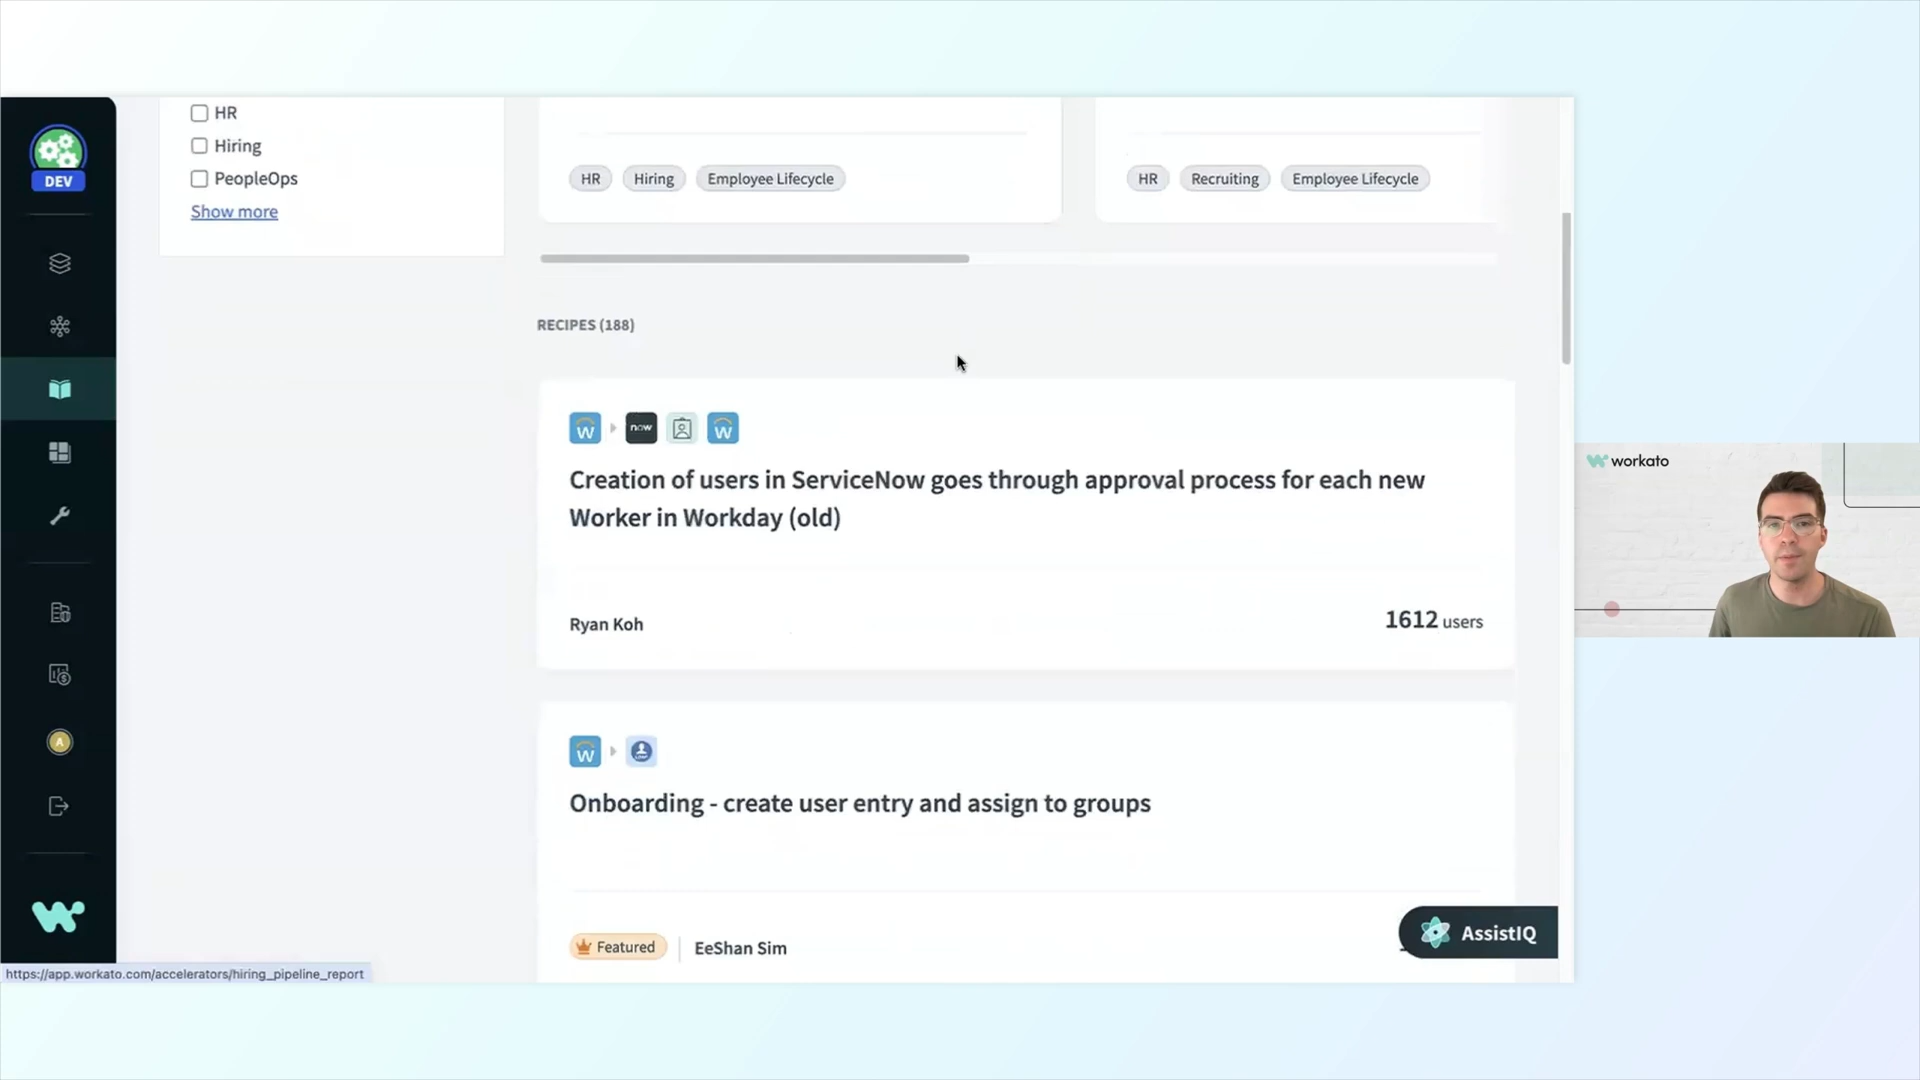 DEV
HR
Hiring
PeopleOps
Show more
HR Hiring Employee Lifecycle
HR Recruiting Employee Lifecycle
RECIPES (188)
now
Creation of users in ServiceNow goes through approval process for each new
Worker in Workday (old)
Ryan Koh
1612 users
Onboarding - create user entry and assign to groups
Featured
EeShan Sim
AssistIQ
A
https://app.workato.com/accelerators/hiring_pipeline_report
workato